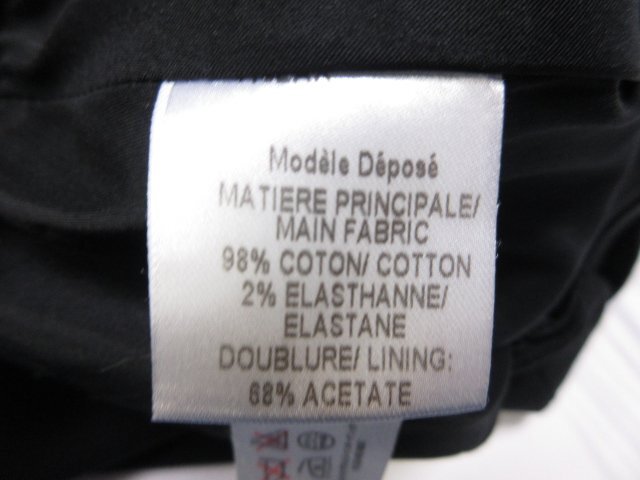 Modèle Déposé
MATIERE PRINCIPALE/
MAIN FABRIC
98% COTON/ COTTON
2% ELASTHANNE/
ELASTANE
DOUBLURE/ LINING:
68% ACETATE